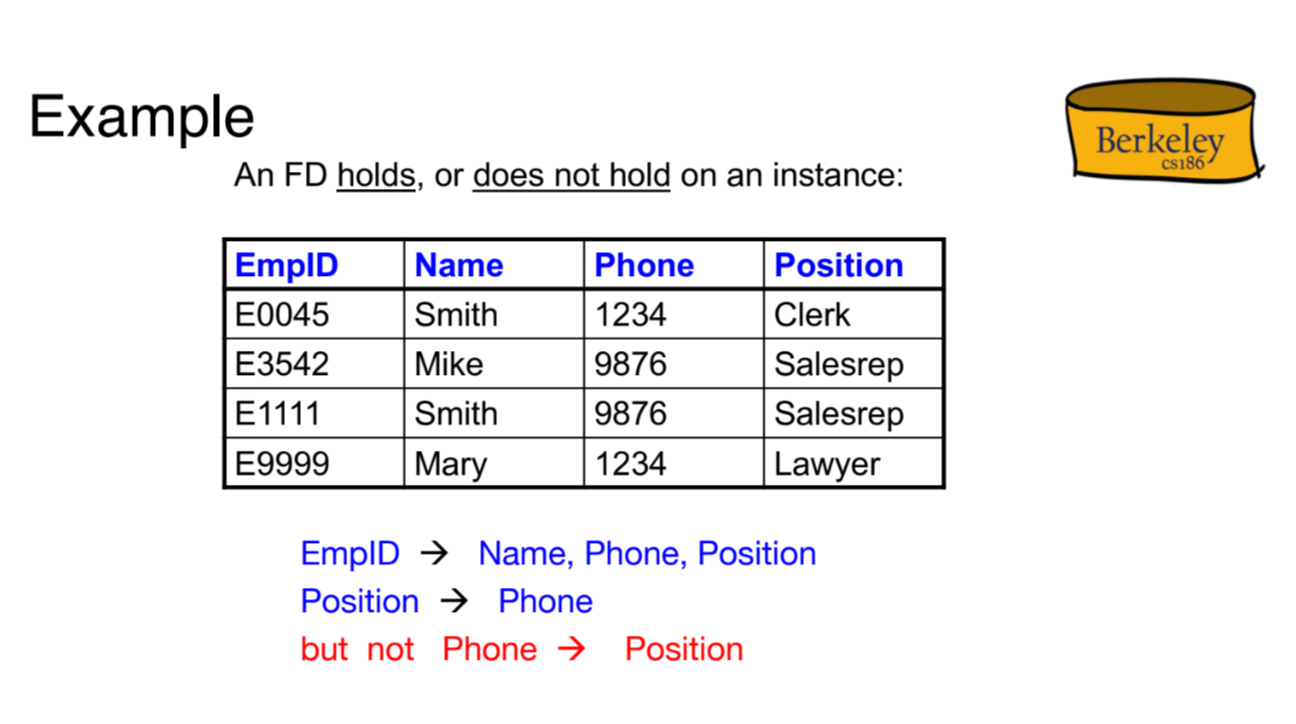 Example
Berkeley
cs186
An FD holds, or does not hold on an instance:
EmpID Name Phone Position
E0045 Smith 1234 Clerk
E3542 Mike 9876 Salesrep
E1111 Smith 9876 Salesrep
E9999 Mary 1234 Lawyer
EmpID → Name, Phone, Position
Position → Phone
but not Phone → Position